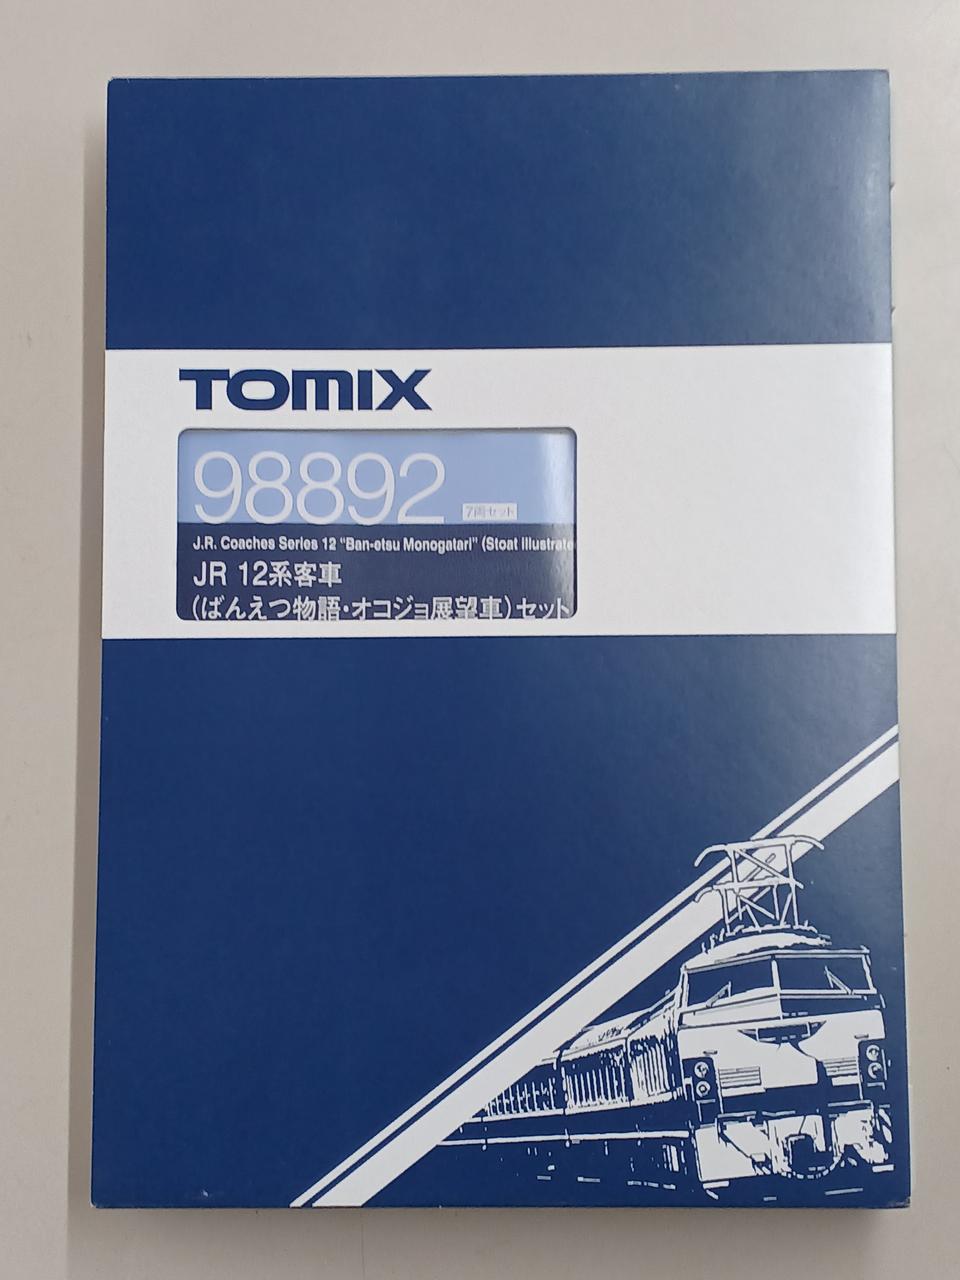 TOMIX
98892 7両セット
J.R. Coaches Series 12 "Ban-etsu Monogatari" (Stoat Illustrate
JR 12系客車
(ばんえつ物語・オコジョ展望車)セット